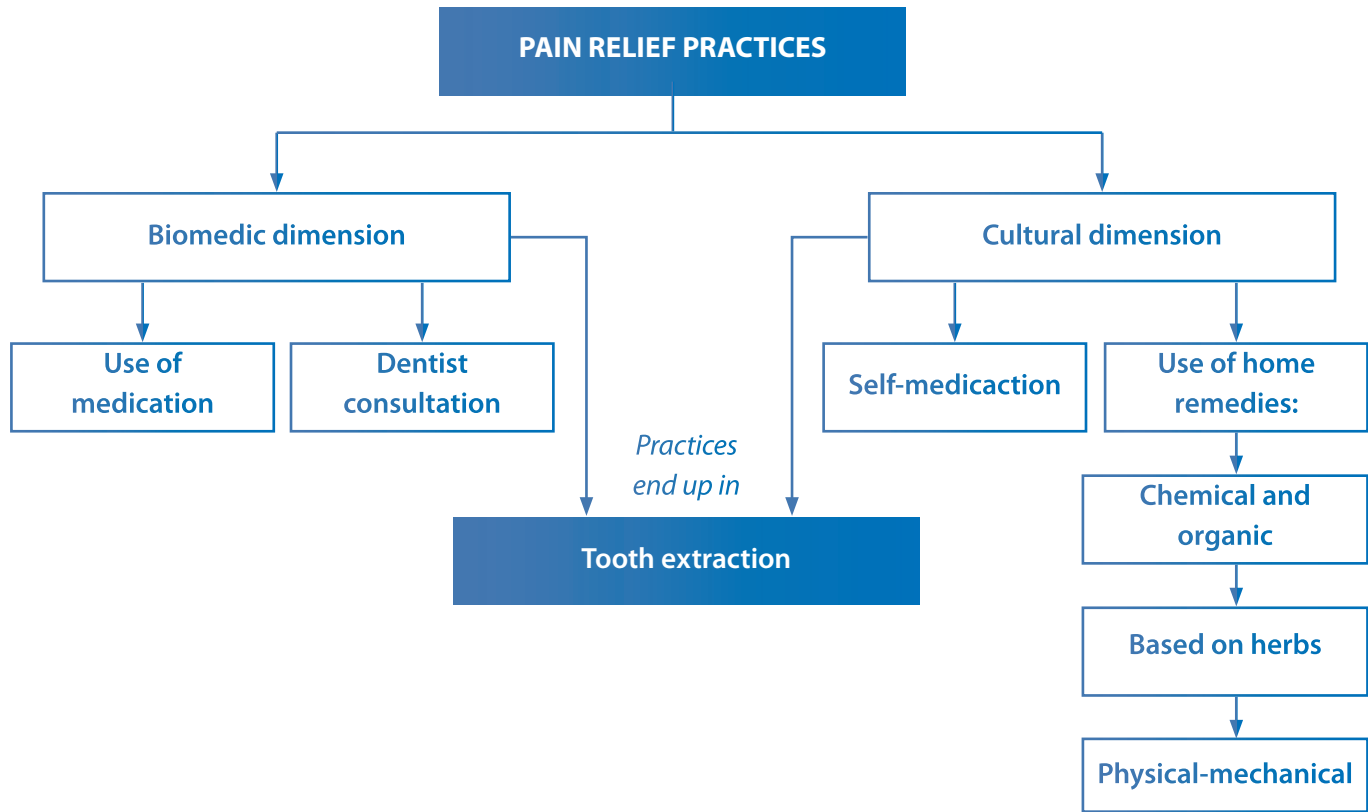 PAIN RELIEF PRACTICES
Biomedic dimension
Cultural dimension
Use of
medication
Dentist
consultation
Self-medicaction
Use of home
remedies:
Practices
end up in
Chemical and
organic
Tooth extraction
Based on herbs
Physical-mechanical